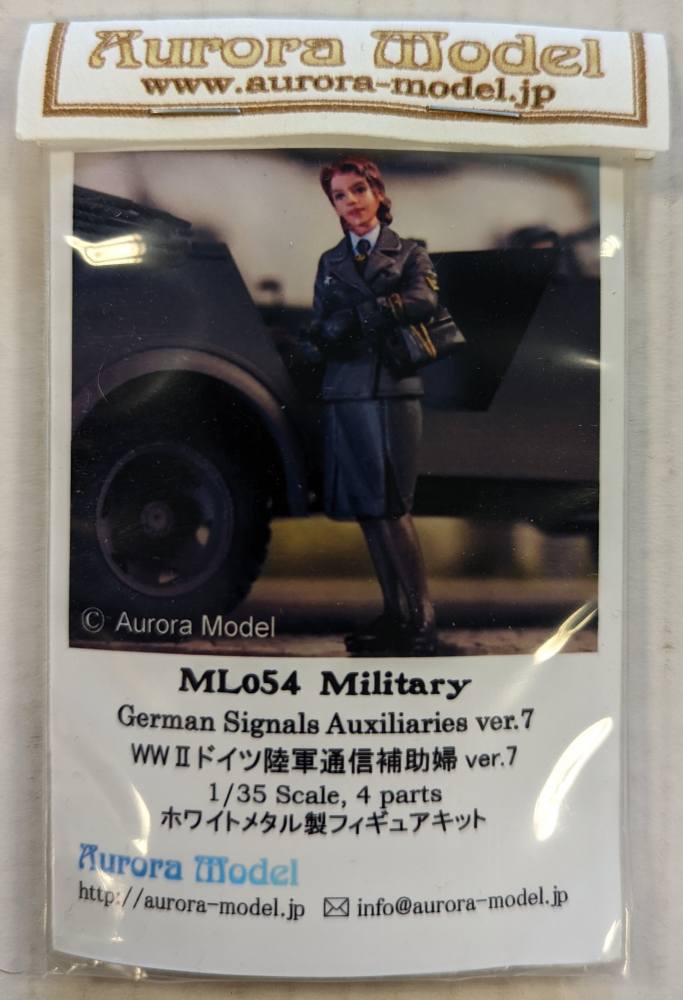 Aurora Model
www.aurora-model.jp
© Aurora Model
ML054 Military
German Signals Auxiliaries ver.7
WWⅡドイツ陸軍通信補助婦 ver.7
1/35 Scale, 4 parts
ホワイトメタル製フィギュアキット
Aurora Model
http://aurora-model.jp ✉ info@aurora-model.jp